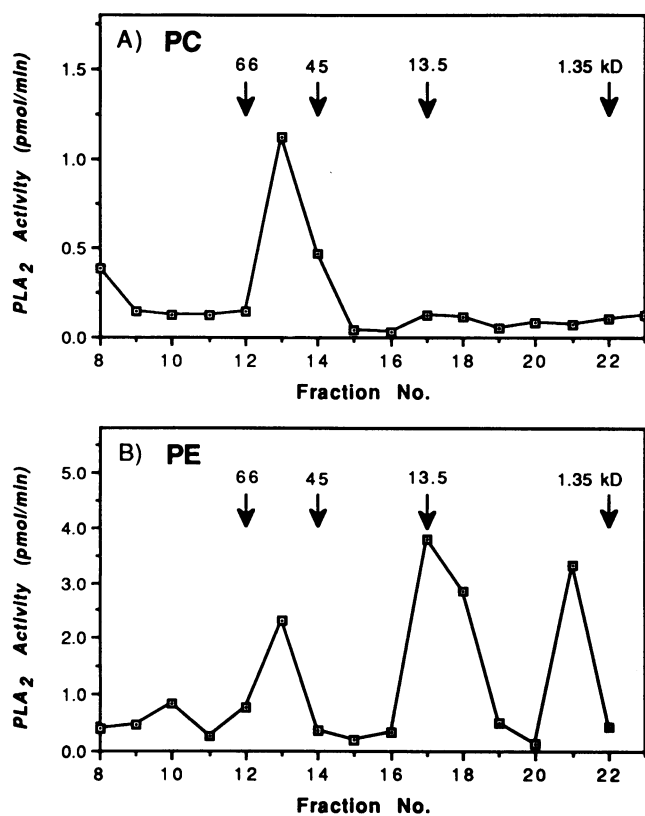 A) PC
66 45 13.5 1.35 kD
1.5
1.0
0.5
0.0
PLA2 Activity (pmol/min)
8 10 12 14 16 18 20 22
Fraction No.
B) PE
66 45 13.5 1.35 kD
5.0
4.0
3.0
2.0
1.0
0.0
PLA2 Activity (pmol/min)
8 10 12 14 16 18 20 22
Fraction No.